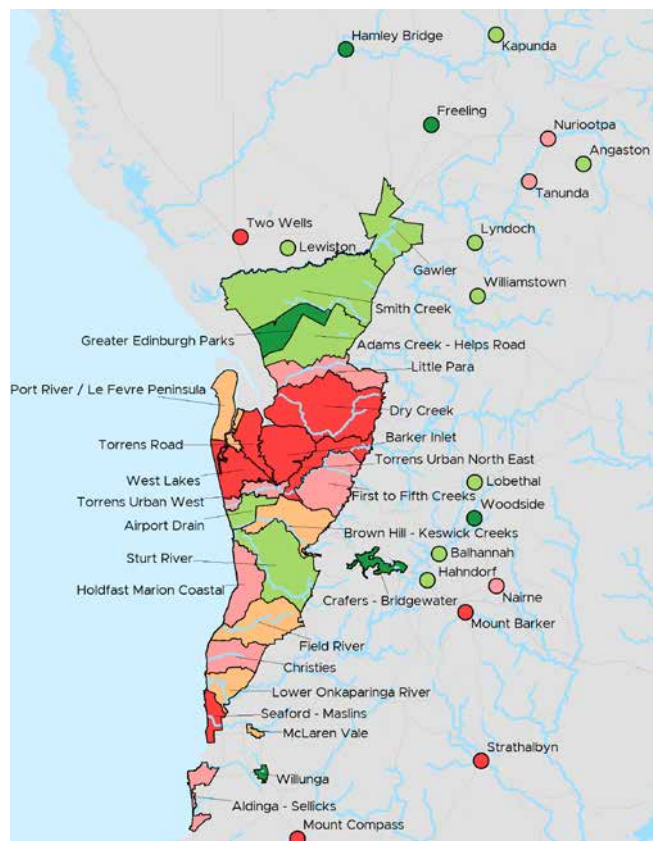 Hamley Bridge
Kapunda
Freeling
Nuriootpa
Angaston
Tanunda
Two Wells
Lewiston
Lyndoch
Gawler
Williamstown
Smith Creek
Greater Edinburgh Parks
Adams Creek - Helps Road
Little Para
Port River / Le Fevre Peninsula
Dry Creek
Torrens Road
Barker Inlet
Torrens Urban North East
West Lakes
Lobethal
First to Fifth Creeks
Torrens Urban West
Woodside
Airport Drain
Brown Hill - Keswick Creeks
Sturt River
Balhannah
Hahndorf
Holdfast Marion Coastal
Crafers - Bridgewater
Nairne
Mount Barker
Field River
Christies
Lower Onkaparinga River
Seaford - Maslins
McLaren Vale
Strathalbyn
Willunga
Aldinga - Sellicks
Mount Compass